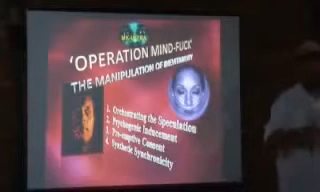 'OPERATION MIND-FUCK'
THE MANIPULATION OF
1. Orchestrating the Speculation
2. Psychogenic Inducement
3. Pre-emptive Consent
4. Synthetic Synchronicity